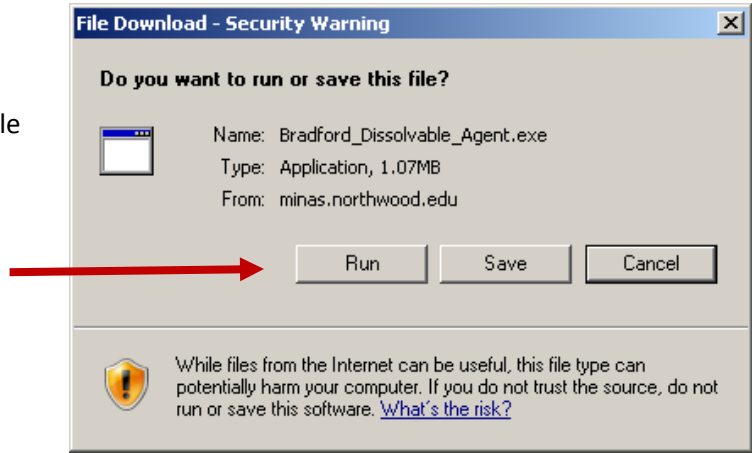 File Download - Security Warning
Do you want to run or save this file?
le
Name: Bradford_Dissolvable_Agent.exe
Type: Application, 1.07MB
From: minas.northwood.edu
Run Save Cancel
While files from the Internet can be useful, this file type can
potentially harm your computer. If you do not trust the source, do not
run or save this software. What's the risk?